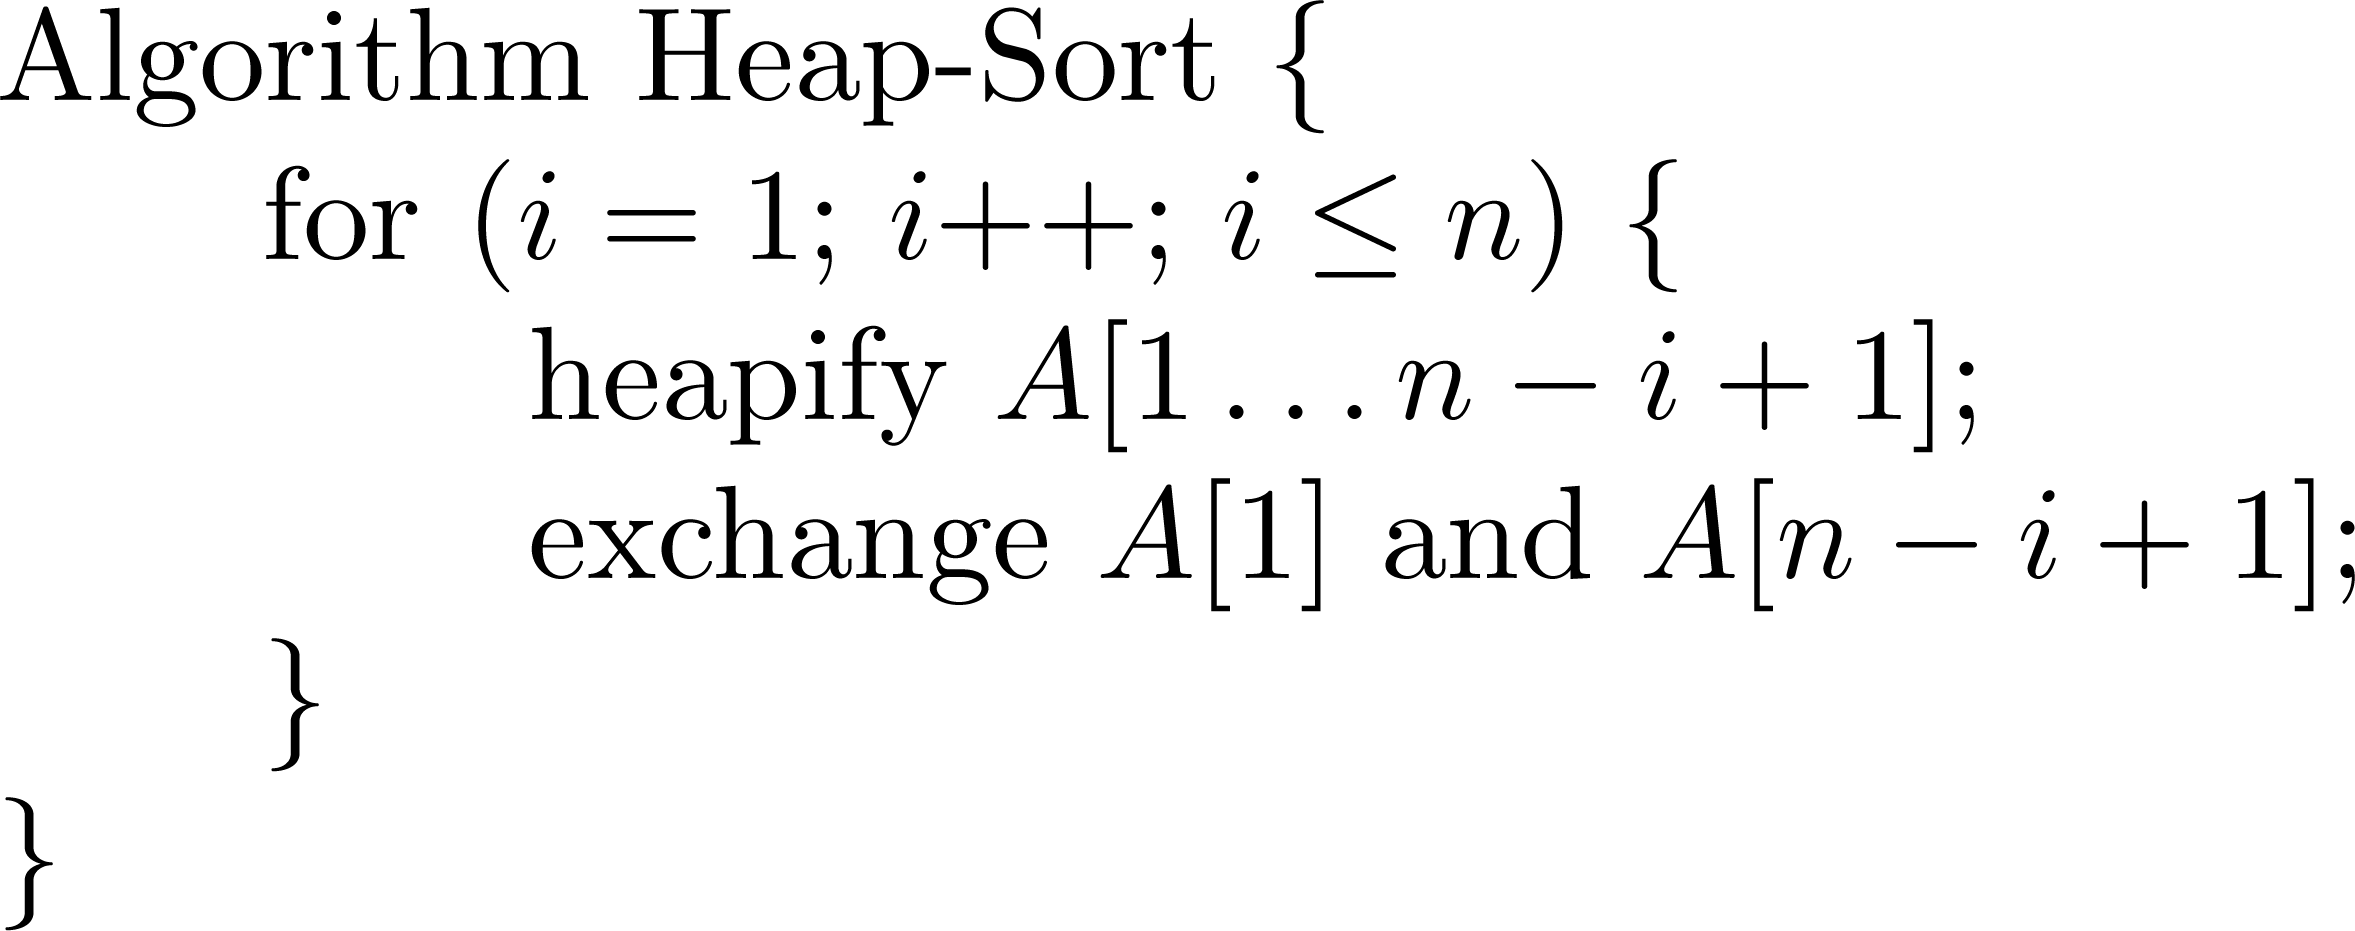 Algorithm Heap-Sort {
for (i = 1; i++; i ≤ n) {
heapify A[1 . . . n − i + 1];
exchange A[1] and A[n − i + 1];
}
}